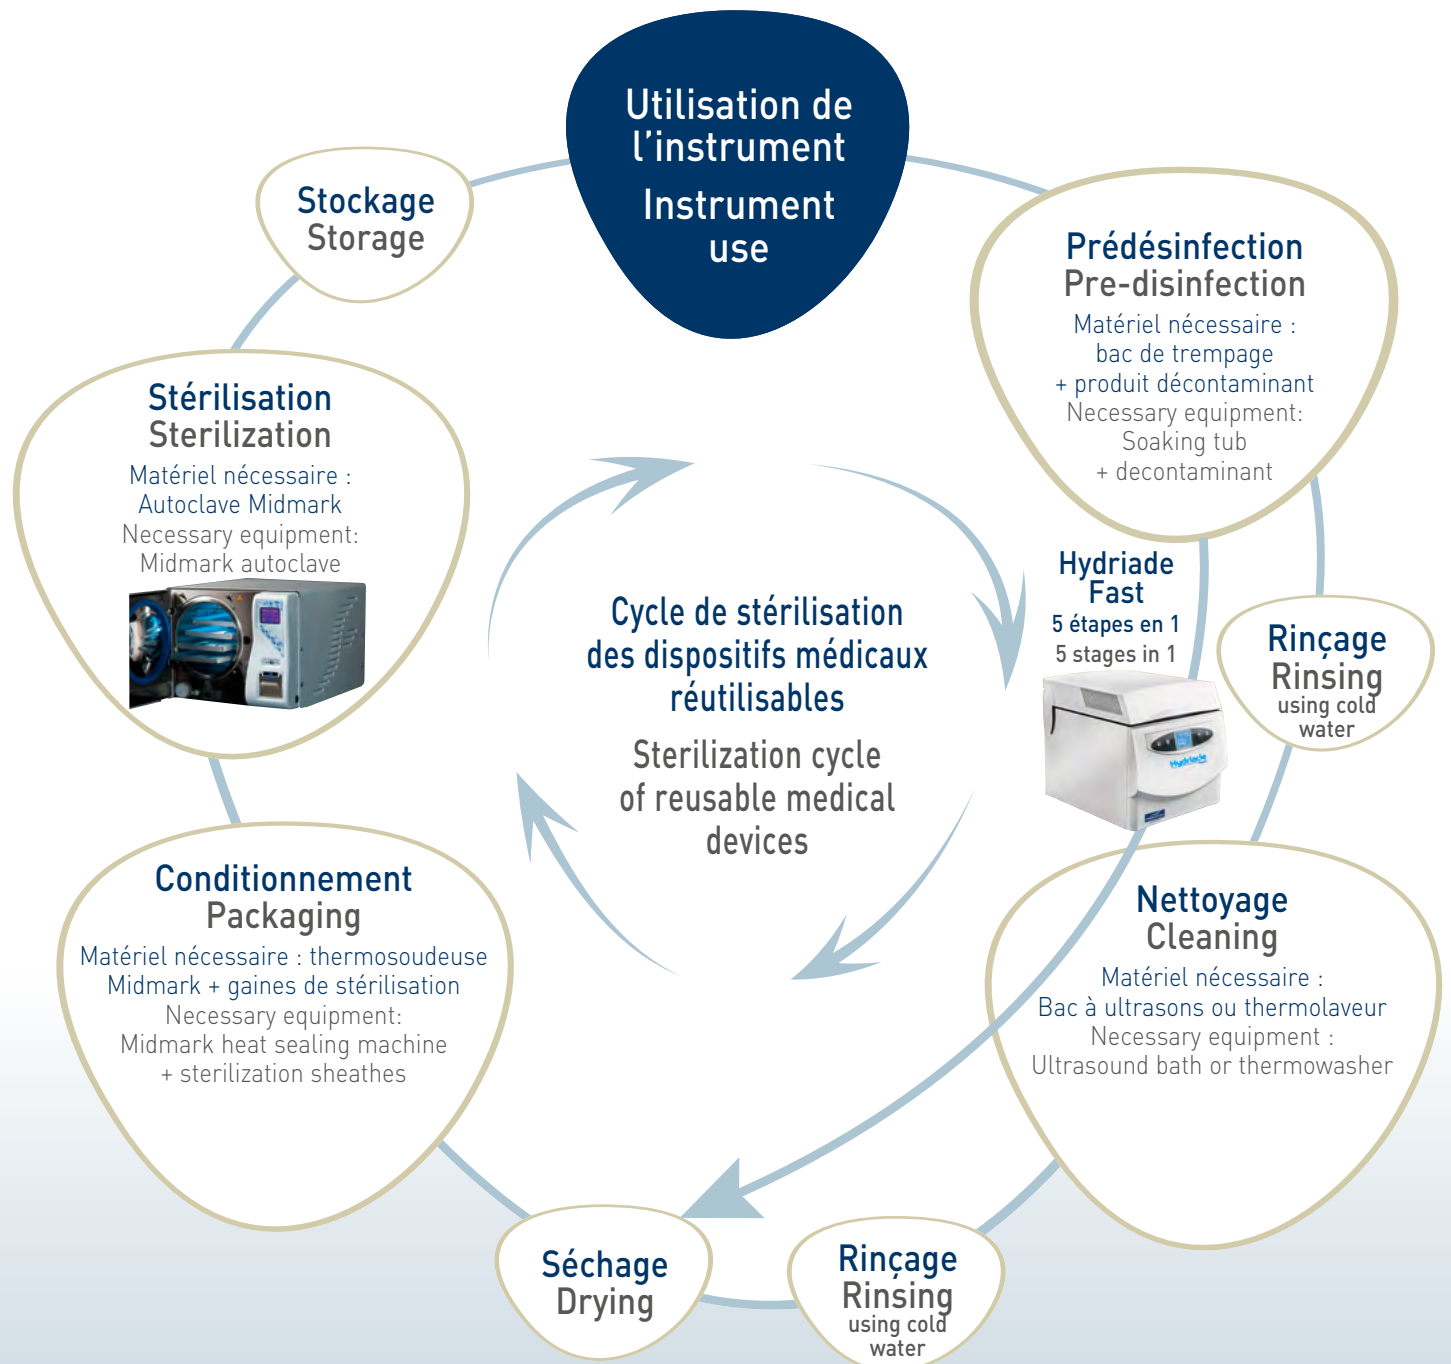 Utilisation de
l'instrument
Instrument
use
Prédésinfection
Pre-disinfection
Matériel nécessaire :
bac de trempage
+ produit décontaminant
Necessary equipment:
Soaking tub
+ decontaminant
Hydriade
Fast
5 étapes en 1
5 stages in 1
Hydriade
Rinçage
Rinsing
using cold
water
Nettoyage
Cleaning
Matériel nécessaire :
Bac à ultrasons ou thermolaveur
Necessary equipment :
Ultrasound bath or thermowasher
Rinçage
Rinsing
using cold
water
Séchage
Drying
Conditionnement
Packaging
Matériel nécessaire : thermosoudeuse
Midmark + gaines de stérilisation
Necessary equipment:
Midmark heat sealing machine
+ sterilization sheathes
Stérilisation
Sterilization
Matériel nécessaire :
Autoclave Midmark
Necessary equipment:
Midmark autoclave
Stockage
Storage
Cycle de stérilisation
des dispositifs médicaux
réutilisables
Sterilization cycle
of reusable medical
devices